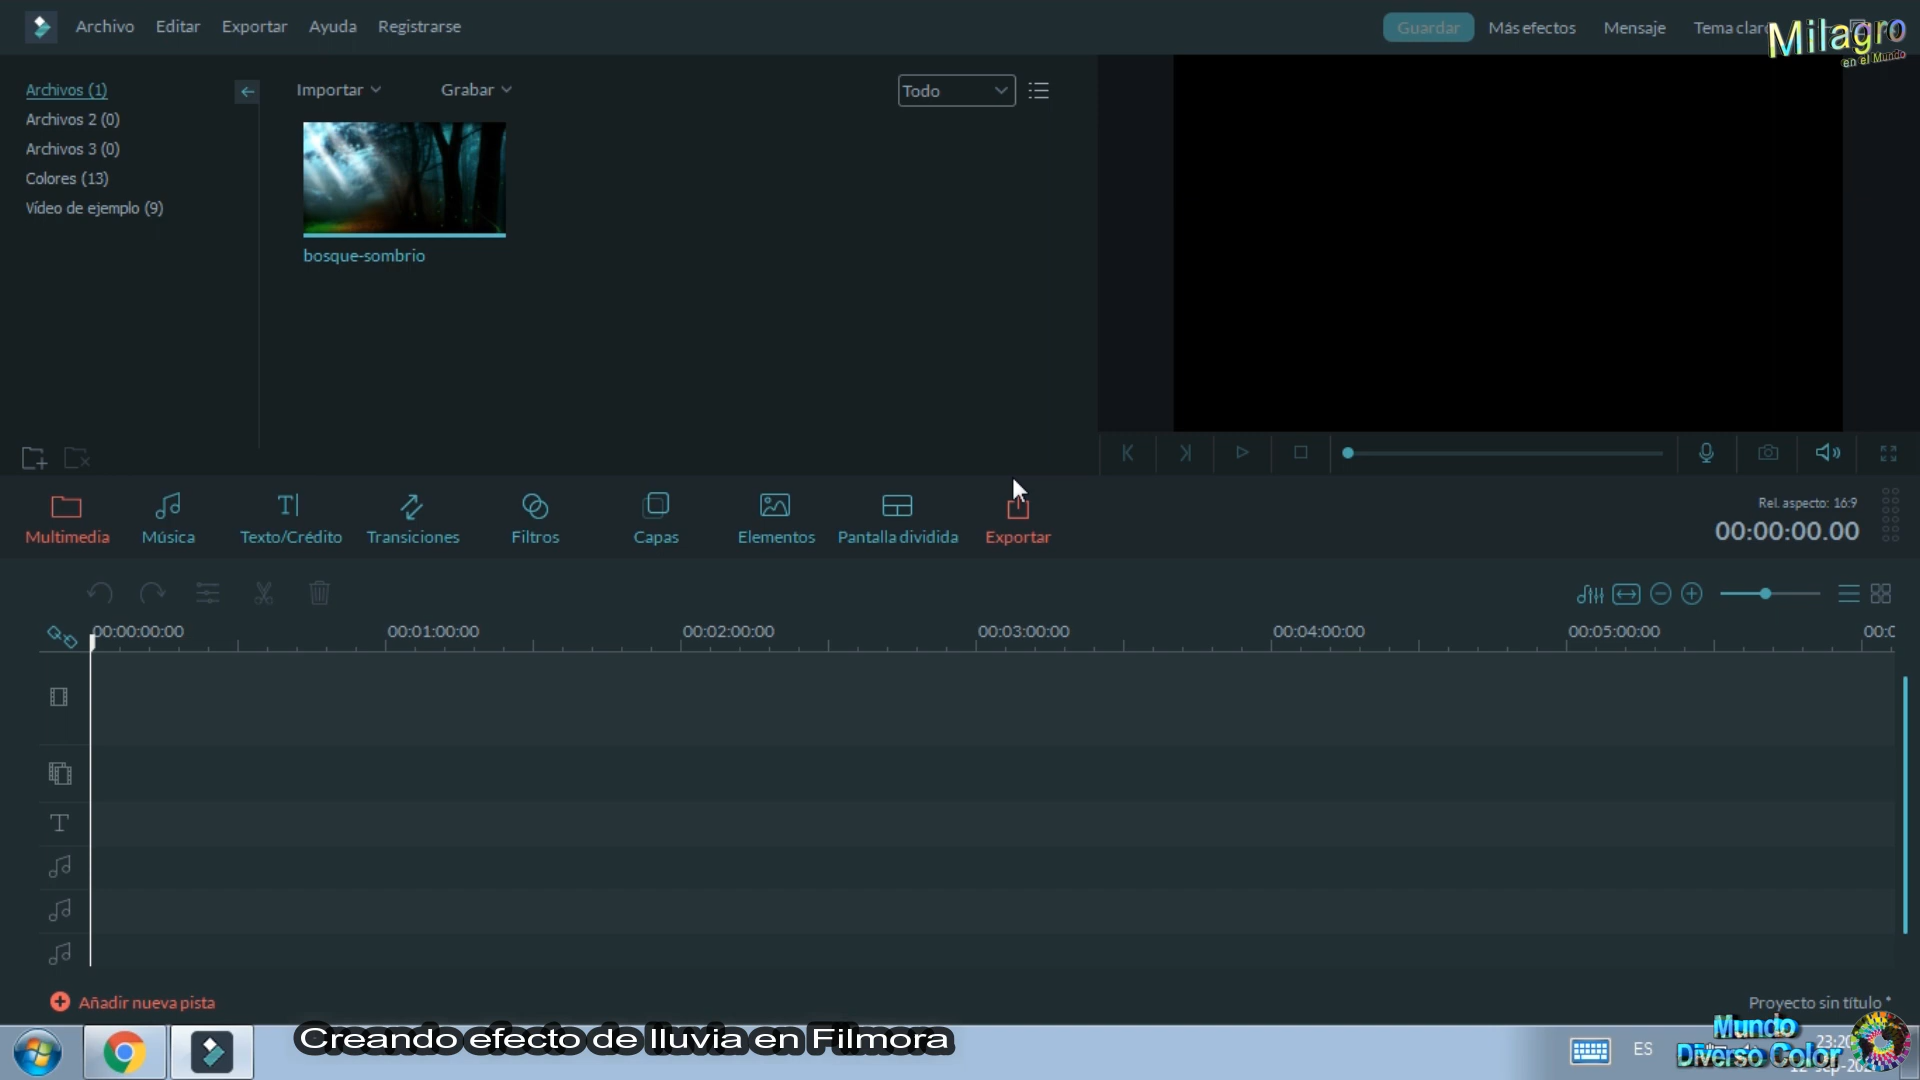 Archivo Editar Exportar Ayuda Registrarse
Guardar Más efectos Mensaje Tema claro
Milagro
en el Mundo
Archivos (1)
Archivos 2 (0)
Archivos 3 (0)
Colores (13)
Vídeo de ejemplo (9)
Importar Grabar Todo
bosque-sombrio
Multimedia Música Texto/Crédito Transiciones Filtros Capas Elementos Pantalla dividida Exportar
Rel. aspecto: 16:9
00:00:00.00
00:00:00:00 00:01:00:00 00:02:00:00 00:03:00:00 00:04:00:00 00:05:00:00 00:0
Añadir nueva pista
Proyecto sin título *
Creando efecto de lluvia en Filmora
ES
Mundo
Diverso Color